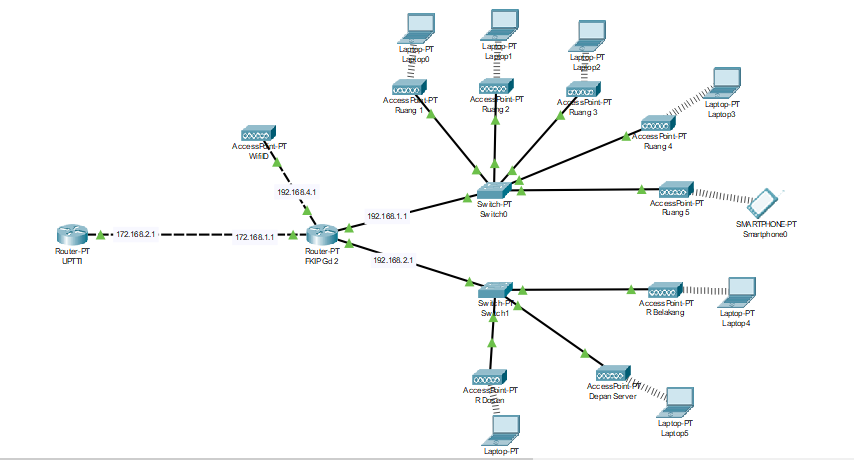 Laptop-PT
Laptop0
Laptop-PT
Laptop1
Laptop-PT
Laptop2
Laptop-PT
Laptop3
AccessPoint-PT
Ruang 1
AccessPoint-PT
Ruang 2
AccessPoint-PT
Ruang 3
AccessPoint-PT
Ruang 4
AccessPoint-PT
WifiID
192.168.4.1
AccessPoint-PT
Ruang 5
Switch-PT
Switch0
192.168.1.1
SMARTPHONE-PT
Smartphone0
172.168.2.1
172.168.1.1
Router-PT
UPTTI
Router-PT
FKIP Gd 2
192.168.2.1
Switch-PT
Switch1
AccessPoint-PT
R Belakang
Laptop-PT
Laptop4
AccessPoint-PT
R Dosen
AccessPoint-PT
Depan Server
Laptop-PT
Laptop5
Laptop-PT